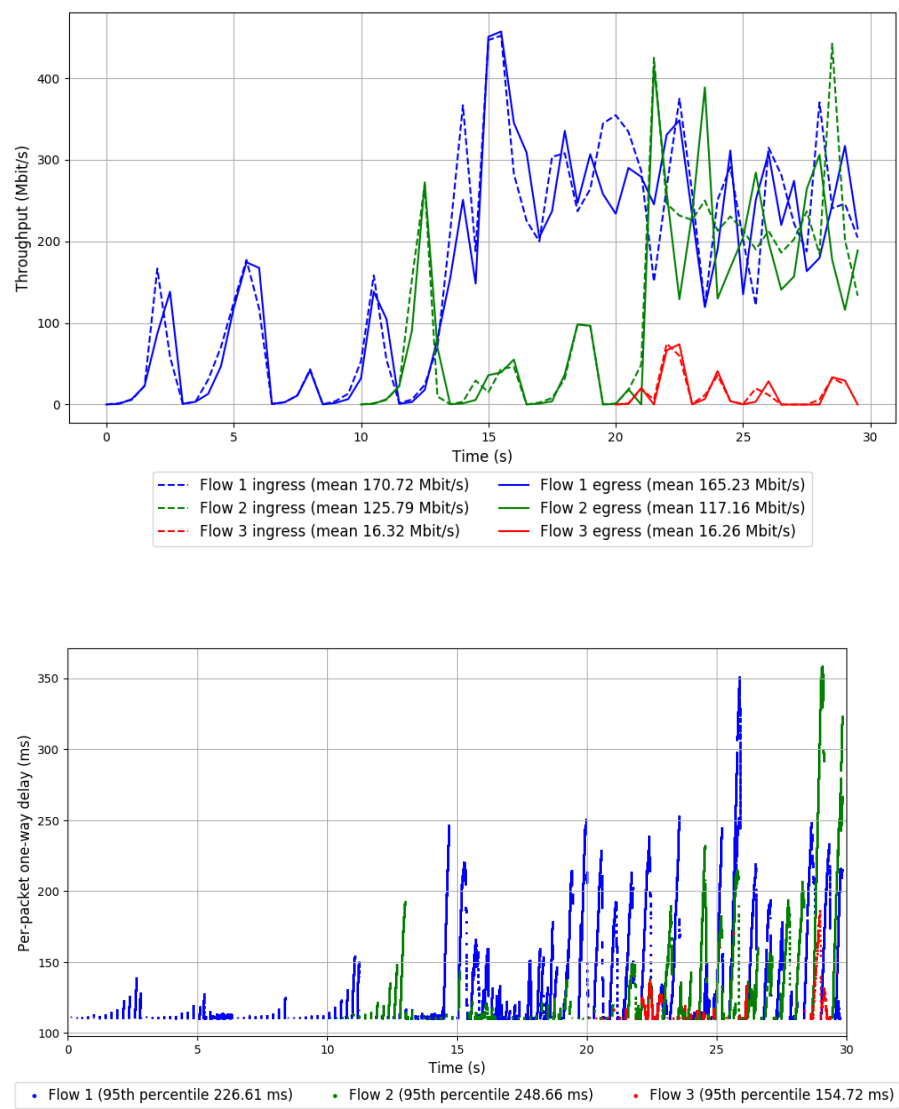 Throughput (Mbit/s)
400
300
200
100
0
0 5 10 15 20 25 30
Time (s)
Flow 1 ingress (mean 170.72 Mbit/s) Flow 1 egress (mean 165.23 Mbit/s)
Flow 2 ingress (mean 125.79 Mbit/s) Flow 2 egress (mean 117.16 Mbit/s)
Flow 3 ingress (mean 16.32 Mbit/s) Flow 3 egress (mean 16.26 Mbit/s)
Per-packet one-way delay (ms)
350
300
250
200
150
100
0 5 10 15 20 25 30
Time (s)
Flow 1 (95th percentile 226.61 ms) Flow 2 (95th percentile 248.66 ms) Flow 3 (95th percentile 154.72 ms)